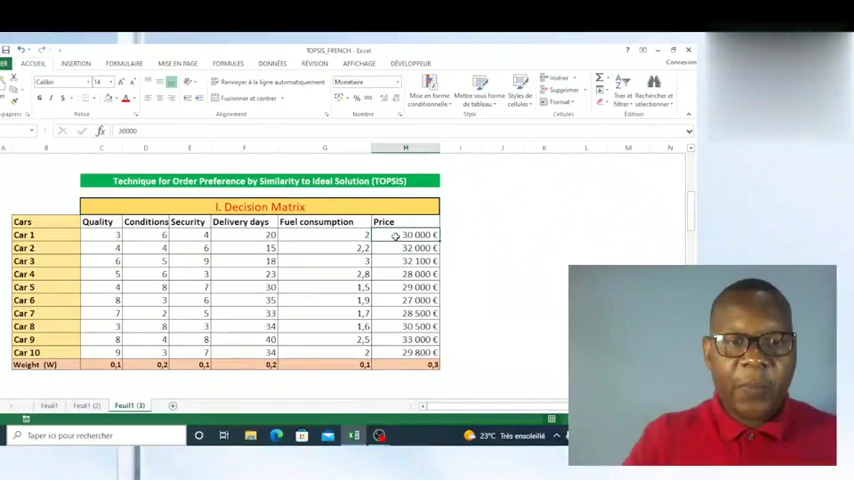 TOPSIS_FRENCH - Excel
ACCUEIL INSERTION FORMULAIRE MISE EN PAGE FORMULES DONNÉES RÉVISION AFFICHAGE DÉVELOPPEUR Connexion
Calibri 14 Renvoyer à la ligne automatiquement Monétaire
G I S Fusionner et centrer
Mise en forme conditionnelle Mettre sous forme de tableau Styles de cellules
Insérer Supprimer Format
Trier et filtrer Rechercher et sélectionner
Police Alignement Nombre Style Cellules Édition
30000
A B C D E F G H I J K L M N
Technique for Order Preference by Similarity to Ideal Solution (TOPSIS)
I. Decision Matrix
Cars Quality Conditions Security Delivery days Fuel consumption Price
Car 1 3 6 4 20 2 30 000 €
Car 2 4 4 6 15 2,2 32 000 €
Car 3 6 5 9 18 3 32 100 €
Car 4 5 6 3 23 2,8 28 000 €
Car 5 4 8 7 30 1,5 29 000 €
Car 6 8 3 6 35 1,9 27 000 €
Car 7 7 2 5 33 1,7 28 500 €
Car 8 3 8 3 34 1,6 30 500 €
Car 9 8 4 8 40 2,5 33 000 €
Car 10 9 3 7 34 2 29 800 €
Weight (W) 0,1 0,2 0,1 0,2 0,1 0,3
Feuil1 Feuil1 (2) Feuil1 (3)
Taper ici pour rechercher 23°C Très ensoleillé